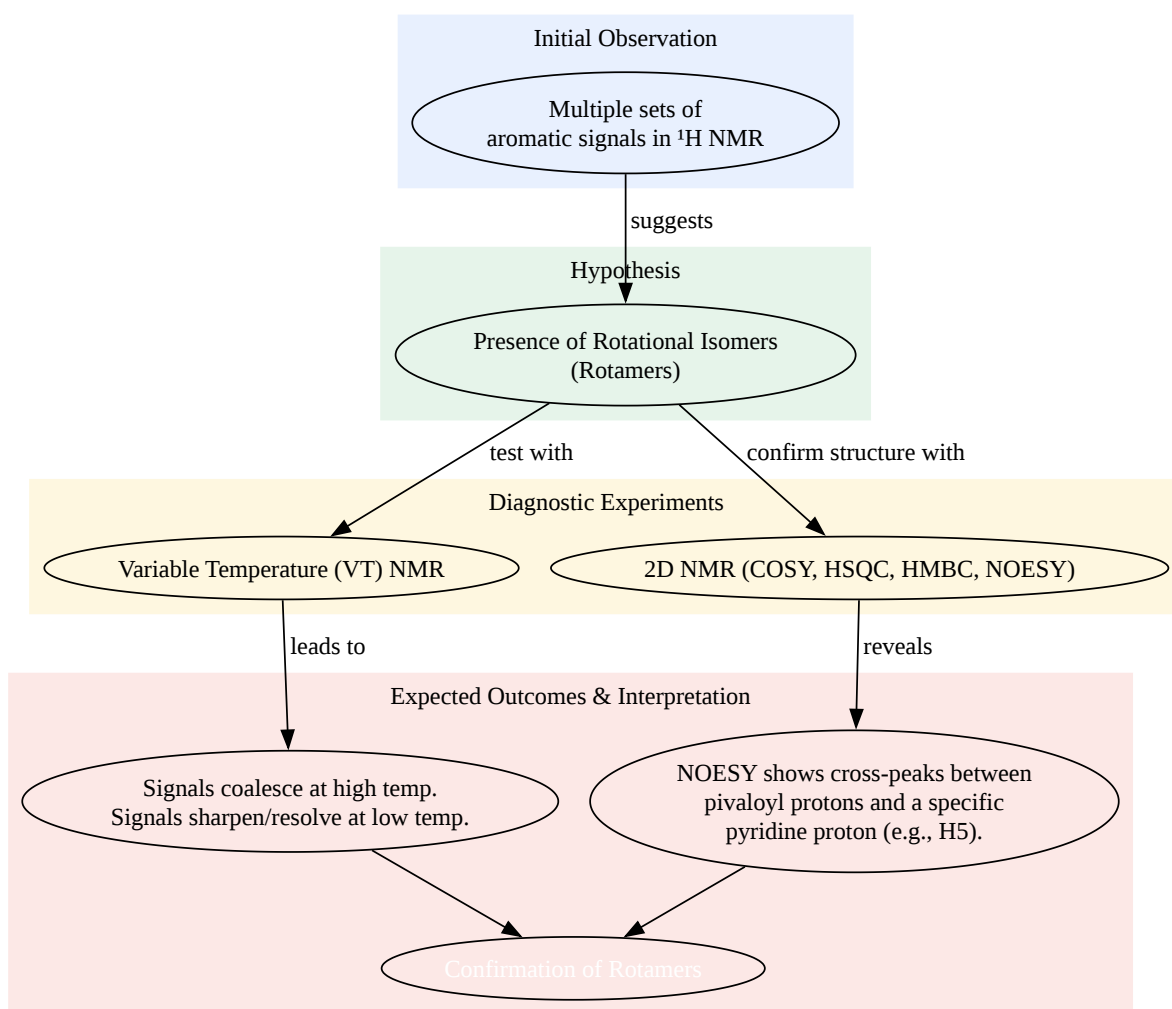 Initial Observation
Multiple sets of
aromatic signals in ¹H NMR
suggests
Hypothesis
Presence of Rotational Isomers
(Rotamers)
test with
confirm structure with
Diagnostic Experiments
Variable Temperature (VT) NMR
2D NMR (COSY, HSQC, HMBC, NOESY)
leads to
reveals
Expected Outcomes & Interpretation
Signals coalesce at high temp.
Signals sharpen/resolve at low temp.
NOESY shows cross-peaks between
pivaloyl protons and a specific
pyridine proton (e.g., H5).
Confirmation of Rotamers